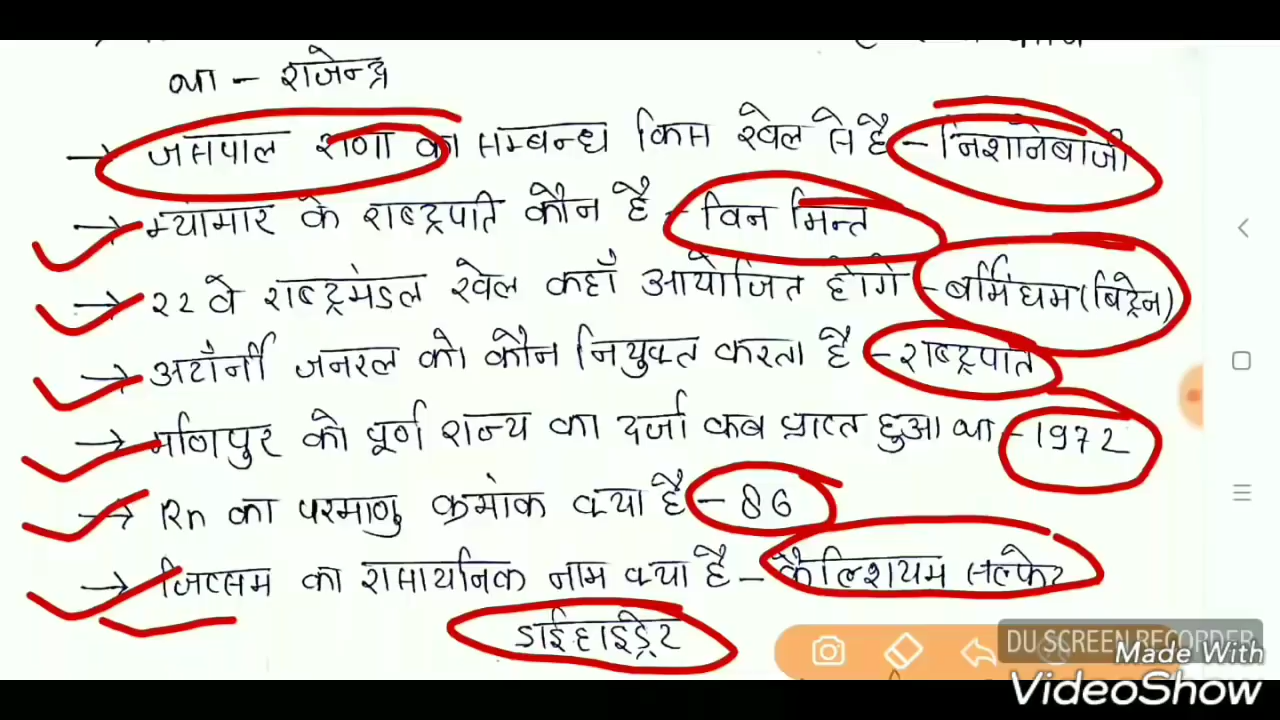 था - राजेन्द्र
→ जसपाल राणा का सम्बन्ध किस खेल से है - निशानेबाजी
→ म्यांमार के राष्ट्रपति कौन है - विन मिन्त
→ 22 वे राष्ट्रमंडल खेल कहाँ आयोजित होगे - बर्मिंघम (ब्रिटेन)
→ अटॉर्नी जनरल को कौन नियुक्त करता है - राष्ट्रपति
→ मणिपुर को पूर्ण राज्य का दर्जा कब प्राप्त हुआ था - 1972
→ Rn का परमाणु क्रमांक क्या है - 86
→ जिप्सम का रासायनिक नाम क्या है - कैल्शियम सल्फेट
डाईहाइड्रेट
DU SCREEN RECORDER
Made With
VideoShow